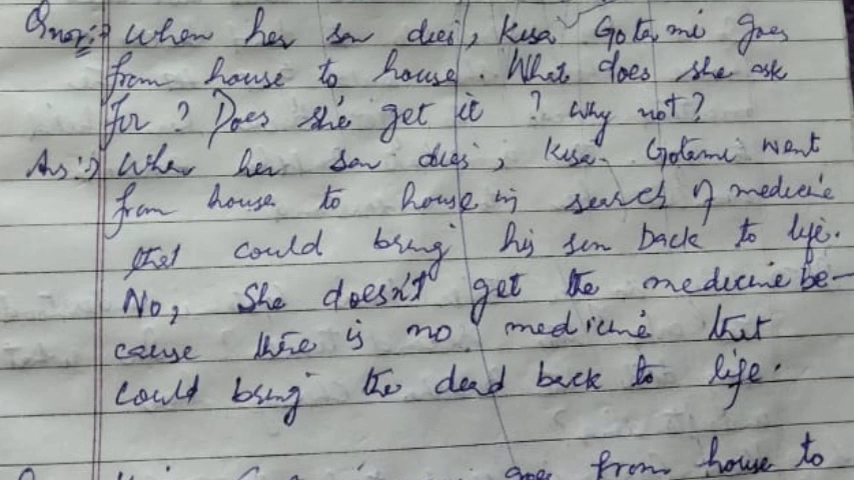 Qno1:→ When her son dies, Kisa Gotami goes
from house to house. What does she ask
for? Does she get it? Why not?
Ans:→ When her son dies, Kisa Gotami went
from house to house in search of medicine
that could bring his son back to life.
No, She doesn't get the medicine be-
cause there is no medicine that
could bring the dead back to life.
goes from house to